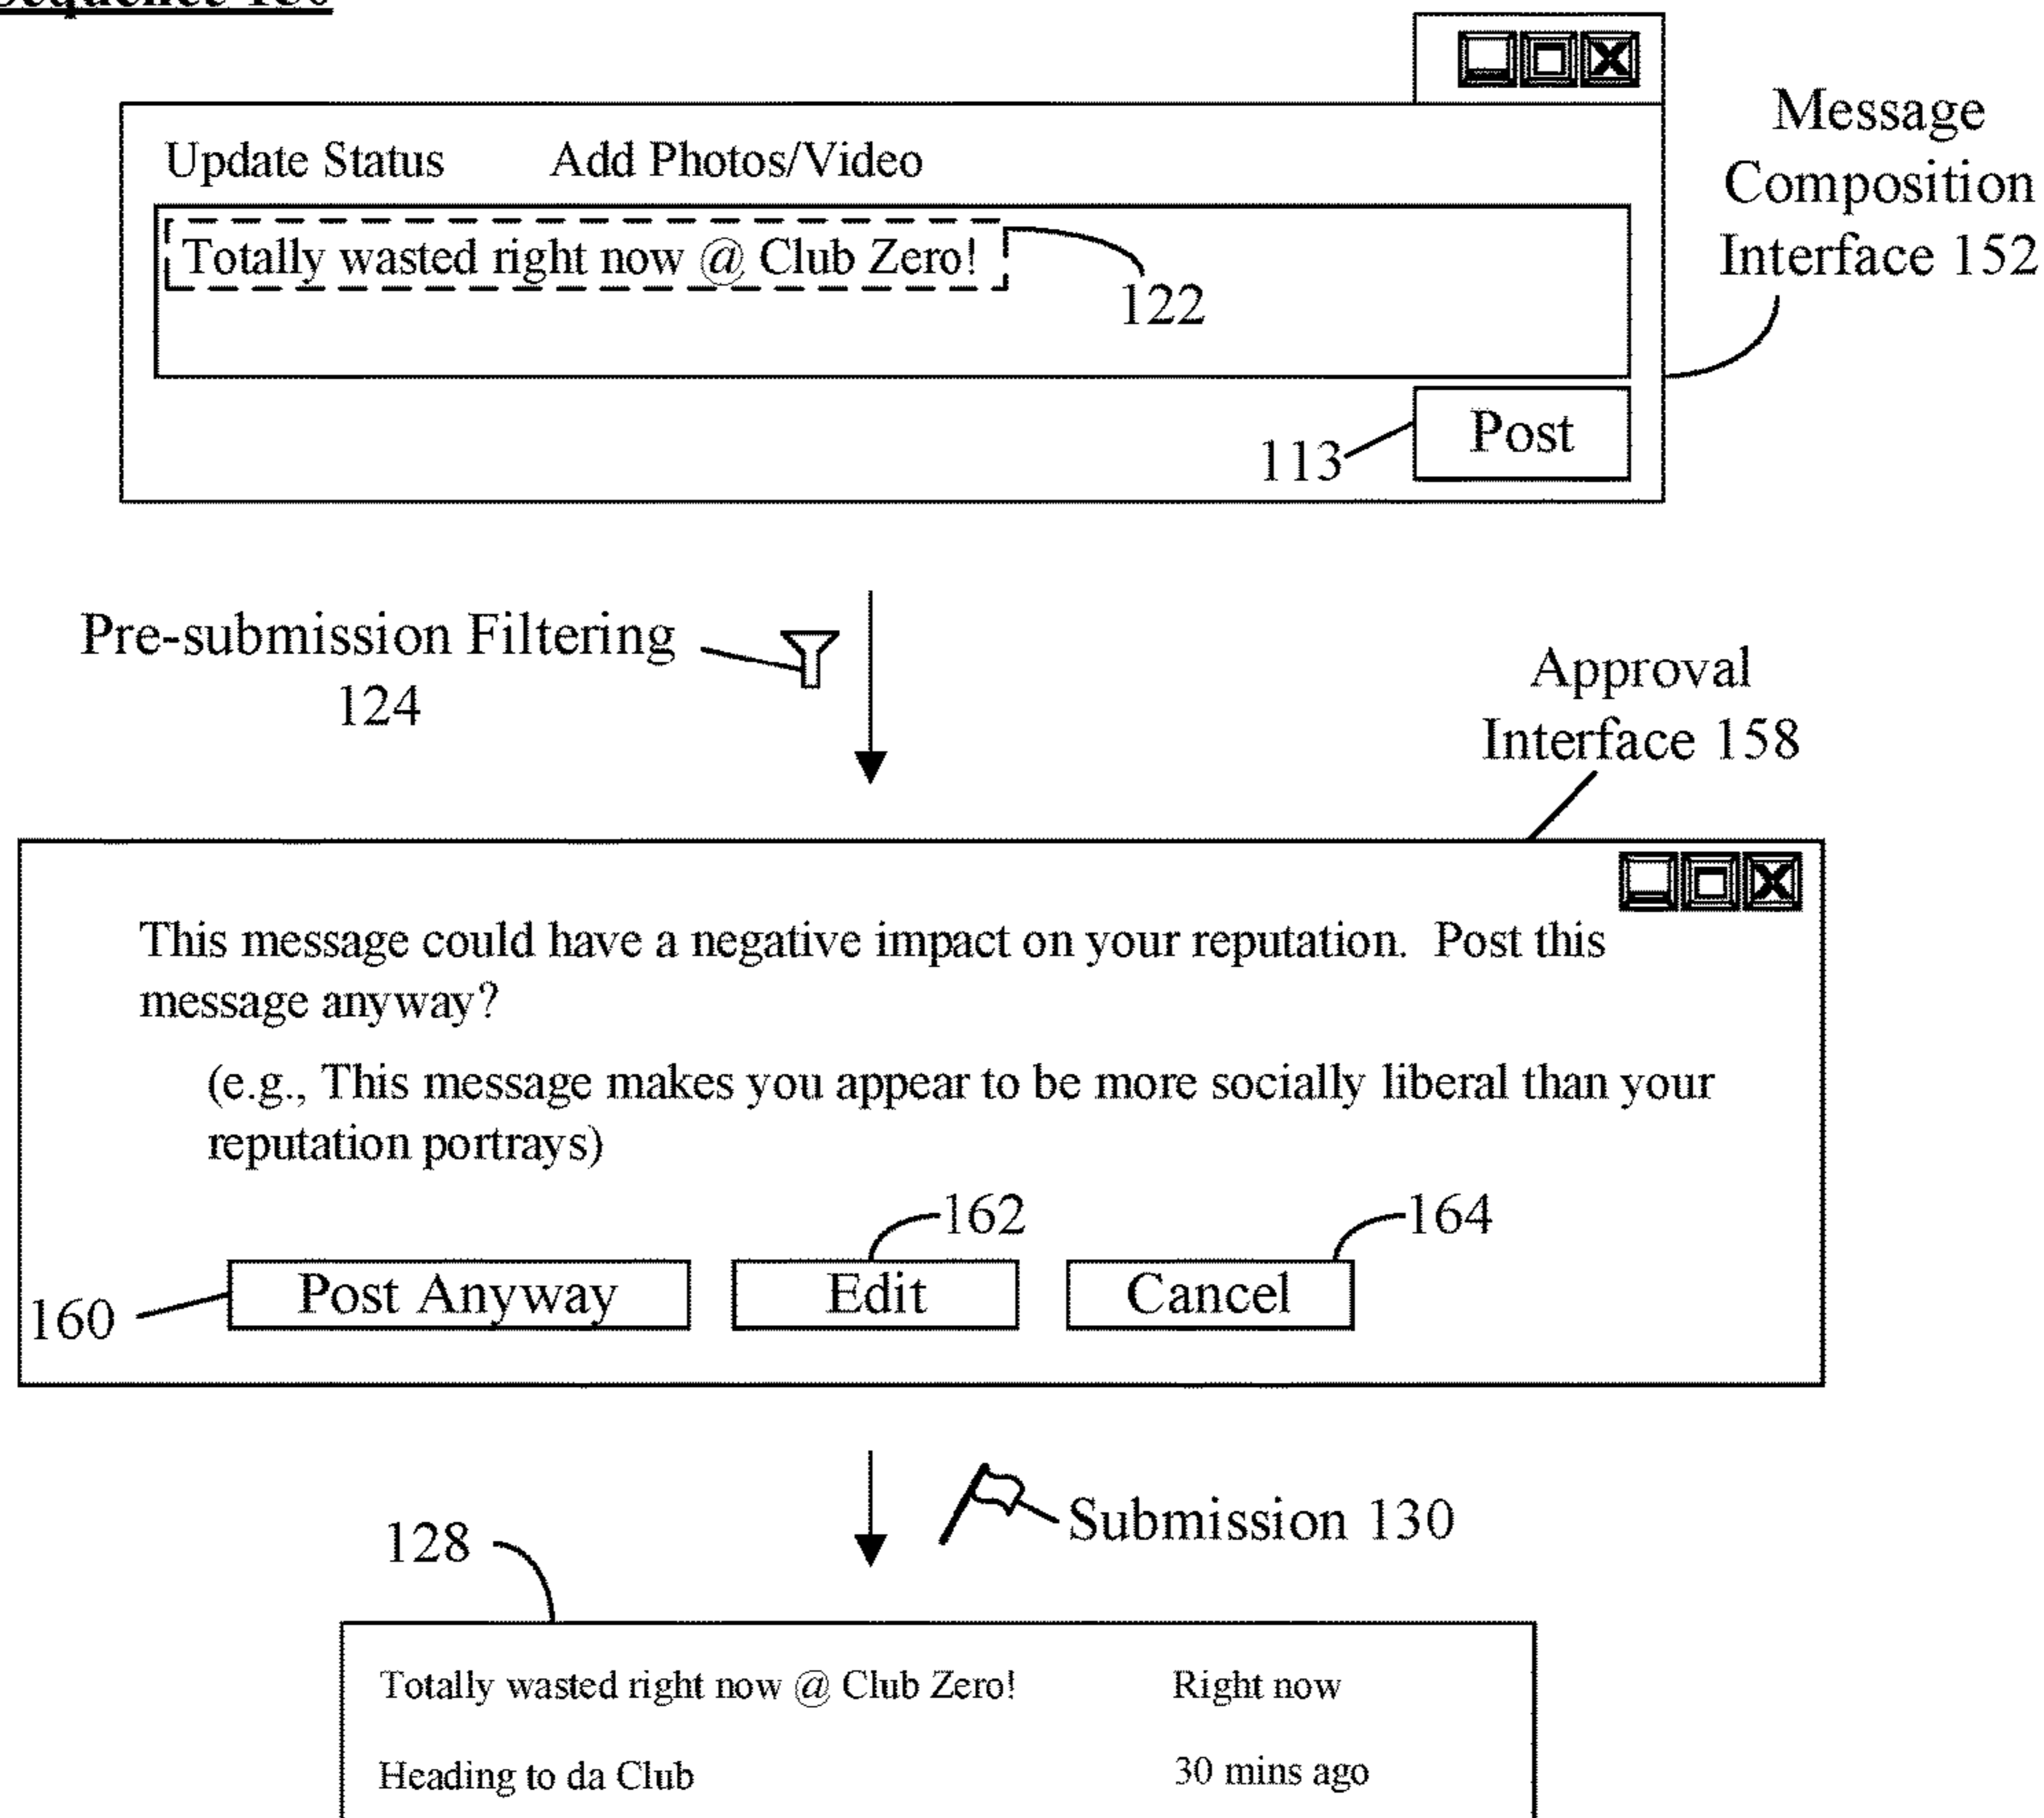 Update Status Add Photos/Video
Message
Composition
Interface 152
Totally wasted right now @ Club Zero!
122
Post
113
Pre-submission Filtering
124
Approval
Interface 158
This message could have a negative impact on your reputation. Post this
message anyway?
(e.g., This message makes you appear to be more socially liberal than your
reputation portrays)
162
164
Post Anyway
Edit
Cancel
160
Submission 130
128
Totally wasted right now @ Club Zero! Right now
Heading to da Club 30 mins ago